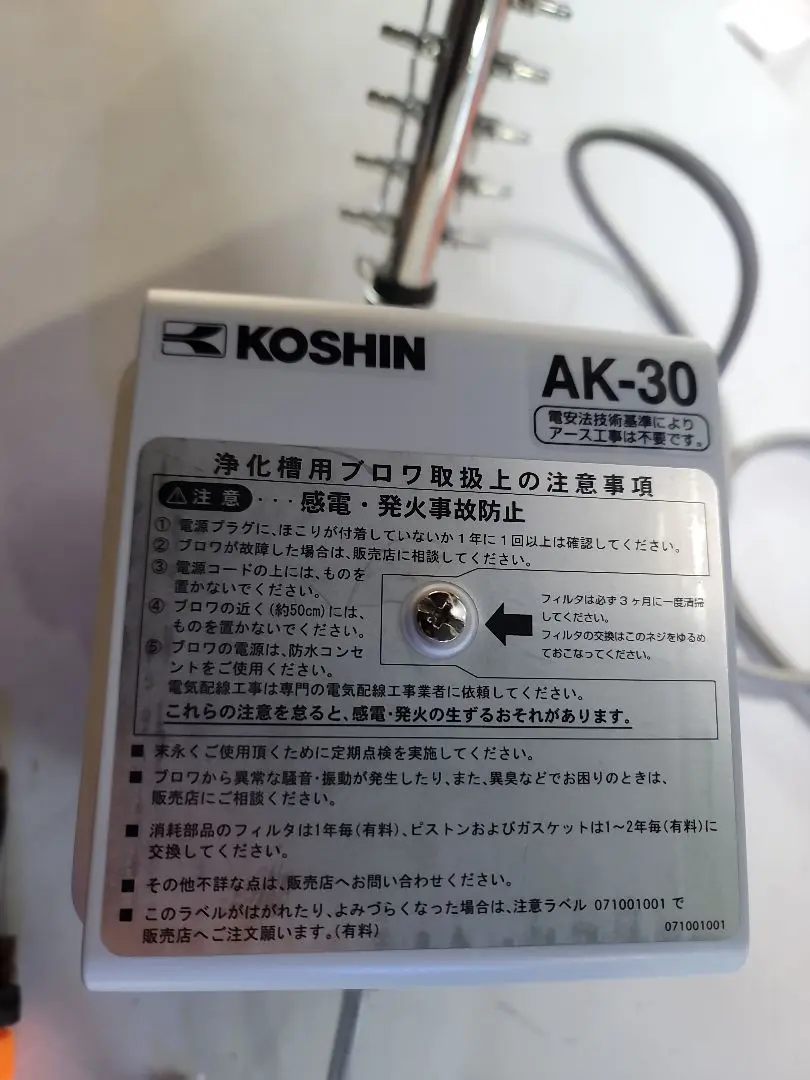 KOSHIN
AK-30
電安法技術基準により
アース工事は不要です。
浄化槽用ブロワ取扱上の注意事項
⚠注意・・・感電・発火事故防止
① 電源プラグに、ほこりが付着していないか1年に1回以上は確認してください。
② ブロワが故障した場合は、販売店に相談してください。
③ 電源コードの上には、ものを
置かないでください。
④ ブロワの近く(約50cm)には、
ものを置かないでください。
⑤ ブロワの電源は、防水コンセ
ントをご使用ください。
電気配線工事は専門の電気配線工事業者に依頼してください。
これらの注意を怠ると、感電・発火の生ずるおそれがあります。
フィルタは必ず3ヶ月に一度清掃
してください。
フィルタの交換はこのネジをゆるめ
ておこなってください。
■ 末永くご使用頂くために定期点検を実施してください。
■ ブロワから異常な騒音・振動が発生したり、また、異臭などでお困りのときは、
販売店にご相談ください。
■ 消耗部品のフィルタは1年毎(有料)、ピストンおよびガスケットは1〜2年毎(有料)に
交換してください。
■ その他不詳な点は、販売店へお問い合わせください。
■ このラベルがはがれたり、よみづらくなった場合は、注意ラベル 071001001 で
販売店へご注文願います。(有料)
071001001